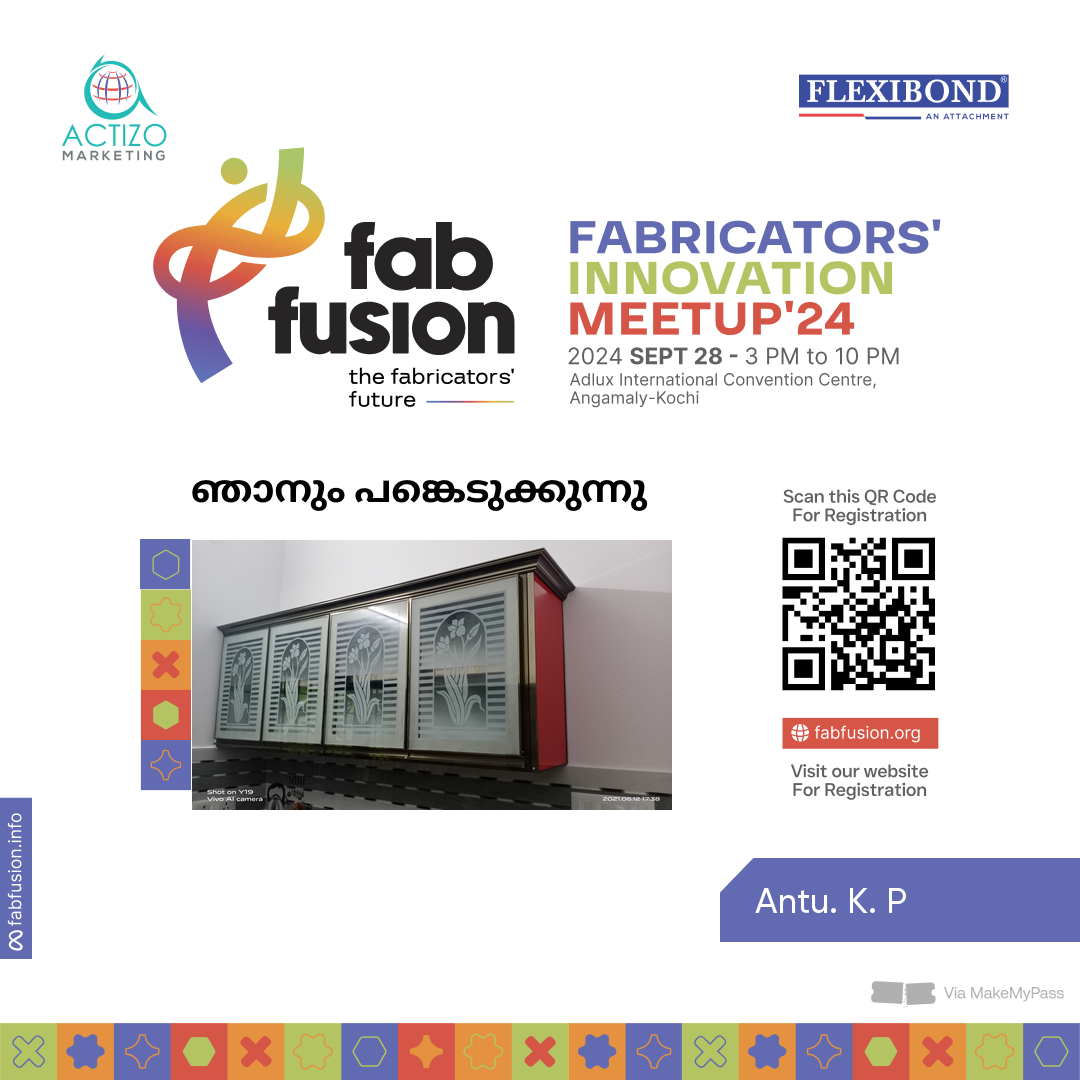 ACTIZO
MARKETING
FLEXIBOND®
AN ATTACHMENT
fab
fusion
the fabricators'
future
FABRICATORS'
INNOVATION
MEETUP'24
2024 SEPT 28 - 3 PM to 10 PM
Adlux International Convention Centre,
Angamaly-Kochi
ഞാനും പങ്കെടുക്കുന്നു
Shot on Y19
Vivo AI camera
2021.06.12 17:38
Scan this QR Code
For Registration
fabfusion.org
Visit our website
For Registration
fabfusion.info
Antu. K. P
Via MakeMyPass